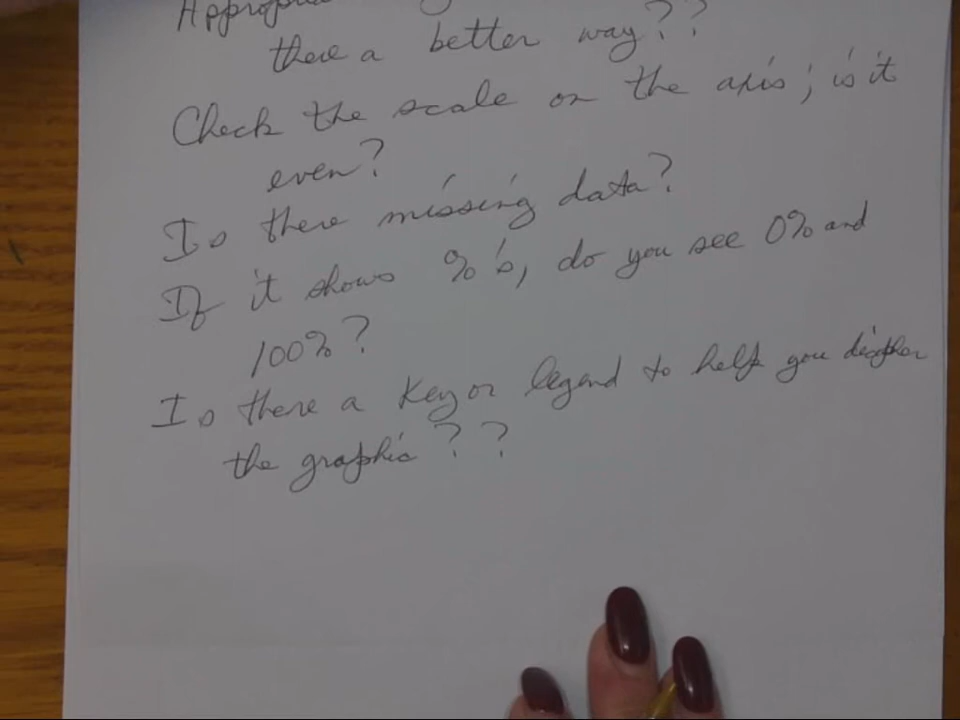 there a better way??
Check the scale on the axis; is it
even?
Is there missing data?
If it shows %'s, do you see 0% and
100%?
Is there a key or legend to help you
the graphic??